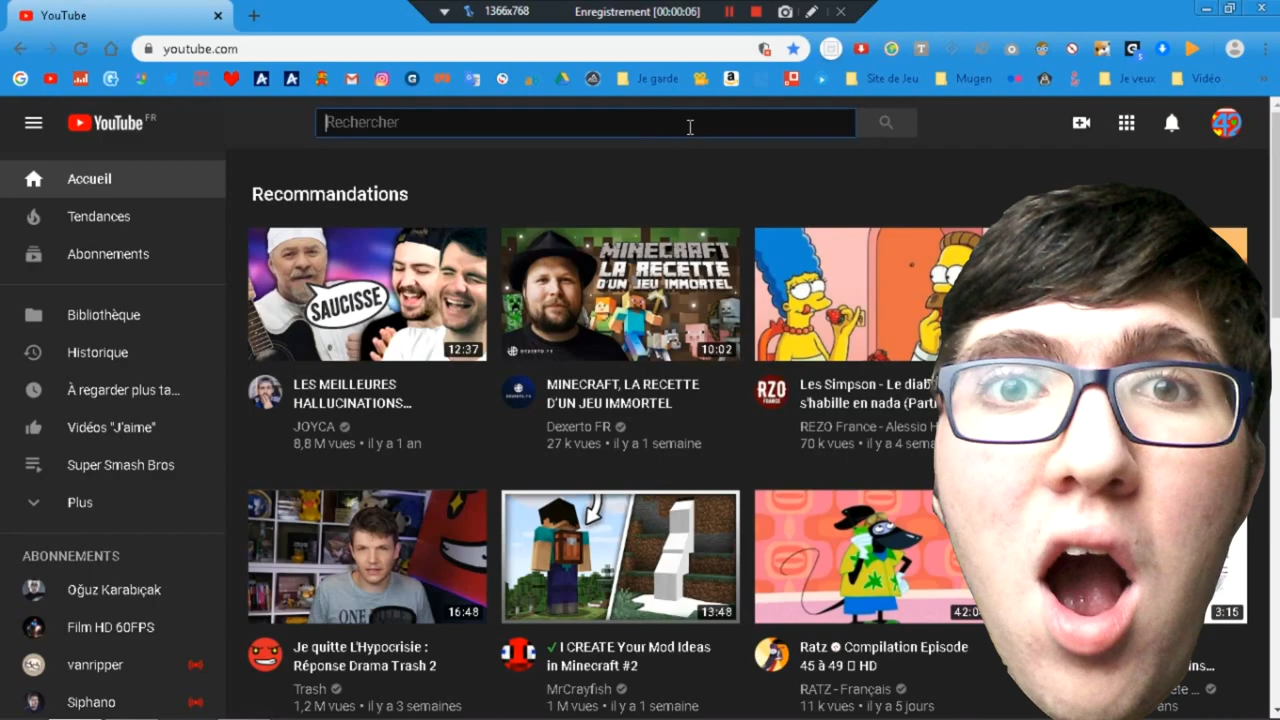 YouTube
1366x768
Enregistrement [00:00:06]
youtube.com
Je garde
Site de Jeu
Mugen
Je veux
Vidéo
YouTube FR
Rechercher
Accueil
Tendances
Abonnements
Bibliothèque
Historique
À regarder plus ta...
Vidéos "J'aime"
Super Smash Bros
Plus
ABONNEMENTS
Oğuz Karabıçak
Film HD 60FPS
vanripper
Siphano
Recommandations
SAUCISSE
12:37
LES MEILLEURES
HALLUCINATIONS...
JOYCA
8,8 M vues • il y a 1 an
MINECRAFT
LA RECETTE
D'UN JEU IMMORTEL
DEXERTO.FR
10:02
MINECRAFT, LA RECETTE
D'UN JEU IMMORTEL
Dexerto FR
27 k vues • il y a 1 semaine
RZO
FRANCE
Les Simpson - Le diab
s'habille en nada (Part
REZO France - Alessio
70 k vues • il y a 4 sema
16:48
Je quitte L'Hypocrisie :
Réponse Drama Trash 2
Trash
1,2 M vues • il y a 3 semaines
13:48
✓ I CREATE Your Mod Ideas
in Minecraft #2
MrCrayfish
1 M vues • il y a 1 semaine
42:0
Ratz Compilation Episode
45 à 49 HD
RATZ - Français
11 k vues • il y a 5 jours
3:15
ins...
ans